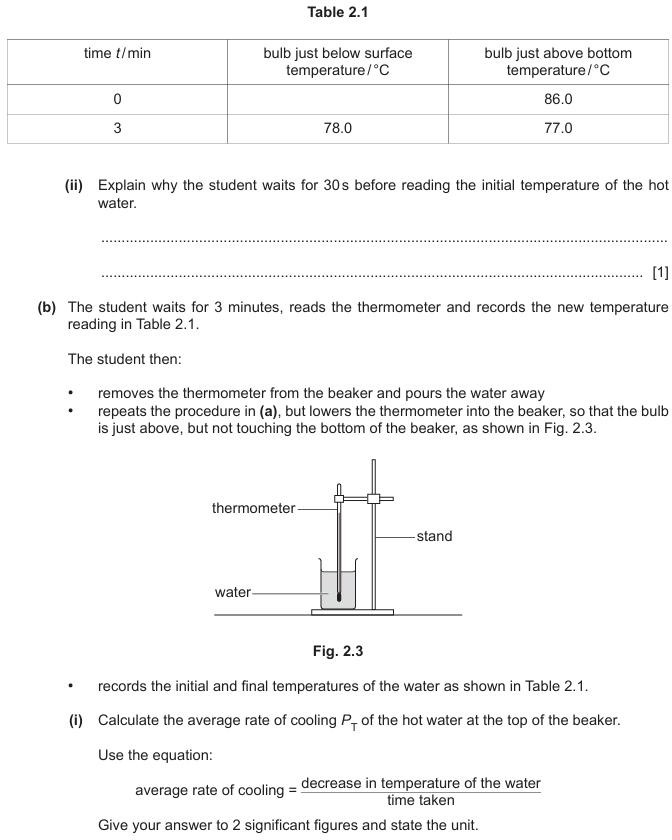 Table 2.1
time t / min
bulb just below surface
temperature / °C
bulb just above bottom
temperature / °C
0
86.0
3
78.0
77.0
(ii) Explain why the student waits for 30 s before reading the initial temperature of the hot
water.
...................................................................................................................................
.............................................................................................................................. [1]
(b) The student waits for 3 minutes, reads the thermometer and records the new temperature
reading in Table 2.1.
The student then:
• removes the thermometer from the beaker and pours the water away
• repeats the procedure in (a), but lowers the thermometer into the beaker, so that the bulb
is just above, but not touching the bottom of the beaker, as shown in Fig. 2.3.
thermometer
stand
water
Fig. 2.3
• records the initial and final temperatures of the water as shown in Table 2.1.
(i) Calculate the average rate of cooling P_T of the hot water at the top of the beaker.
Use the equation:
average rate of cooling = decrease in temperature of the water
time taken
Give your answer to 2 significant figures and state the unit.